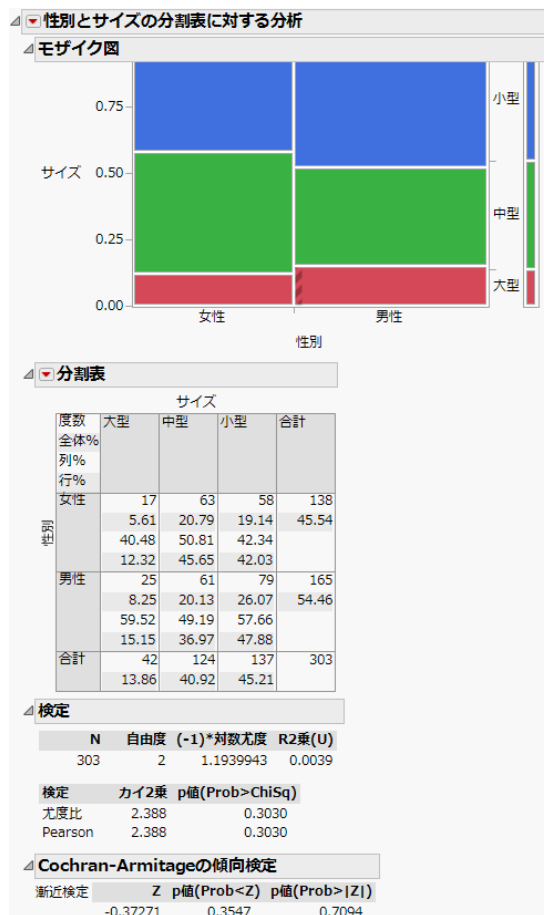 性別とサイズの分割表に対する分析
モザイク図
0.75
0.50
0.25
0.00
サイズ
小型
中型
大型
女性 男性
性別
分割表
サイズ
度数 大型 中型 小型 合計
全体%
列%
行%
性別
女性 17 63 58 138
5.61 20.79 19.14 45.54
40.48 50.81 42.34
12.32 45.65 42.03
男性 25 61 79 165
8.25 20.13 26.07 54.46
59.52 49.19 57.66
15.15 36.97 47.88
合計 42 124 137 303
13.86 40.92 45.21
検定
N 自由度 (-1)*対数尤度 R2乗(U)
303 2 1.1939943 0.0039
検定 カイ2乗 p値(Prob>ChiSq)
尤度比 2.388 0.3030
Pearson 2.388 0.3030
Cochran-Armitageの傾向検定
漸近検定 Z p値(Prob<Z) p値(Prob>|Z|)
-0.37271 0.3547 0.7094